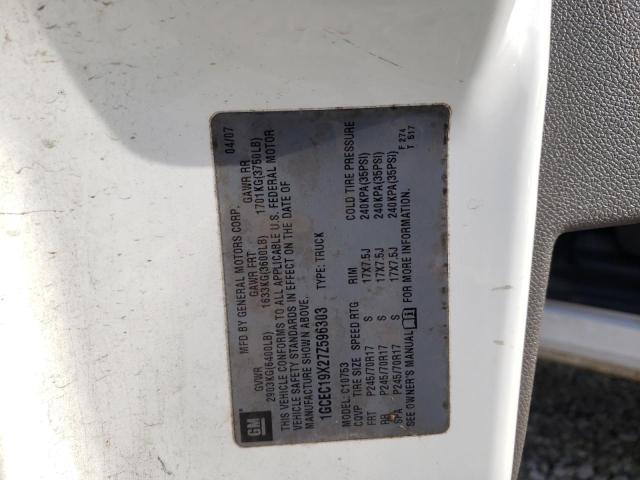 GM
MFD BY GENERAL MOTORS CORP. 04/07
GVWR GAWR FRT GAWR RR
2903KG(6400LB) 1633KG(3600LB) 1701KG(3750LB)
THIS VEHICLE CONFORMS TO ALL APPLICABLE U.S. FEDERAL MOTOR
VEHICLE SAFETY STANDARDS IN EFFECT ON THE DATE OF
MANUFACTURE SHOWN ABOVE.
1GCEC19X27Z596303 TYPE: TRUCK
MODEL: C10753
COVP TIRE SIZE SPEED RTG RIM COLD TIRE PRESSURE
FRT P245/70R17 S 17X7.5J 240KPA(35PSI)
RR P245/70R17 S 17X7.5J 240KPA(35PSI)
SPA P245/70R17 S 17X7.5J 240KPA(35PSI)
SEE OWNER'S MANUAL FOR MORE INFORMATION.
F 274
T 517